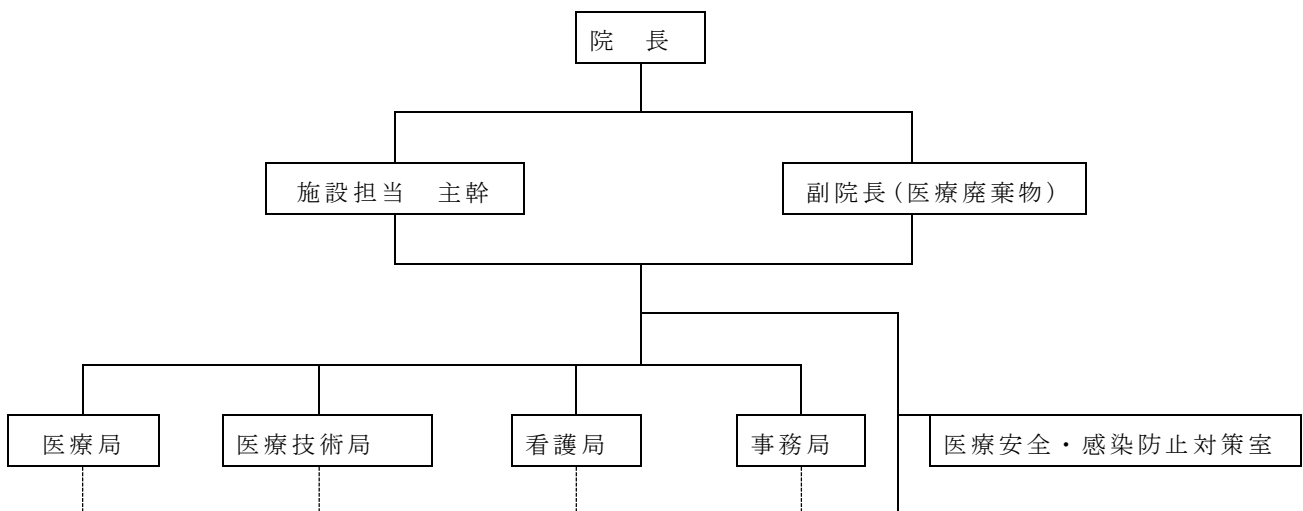 院　長
施設担当　主幹
副院長(医療廃棄物)
医療局
医療技術局
看護局
事務局
医療安全・感染防止対策室